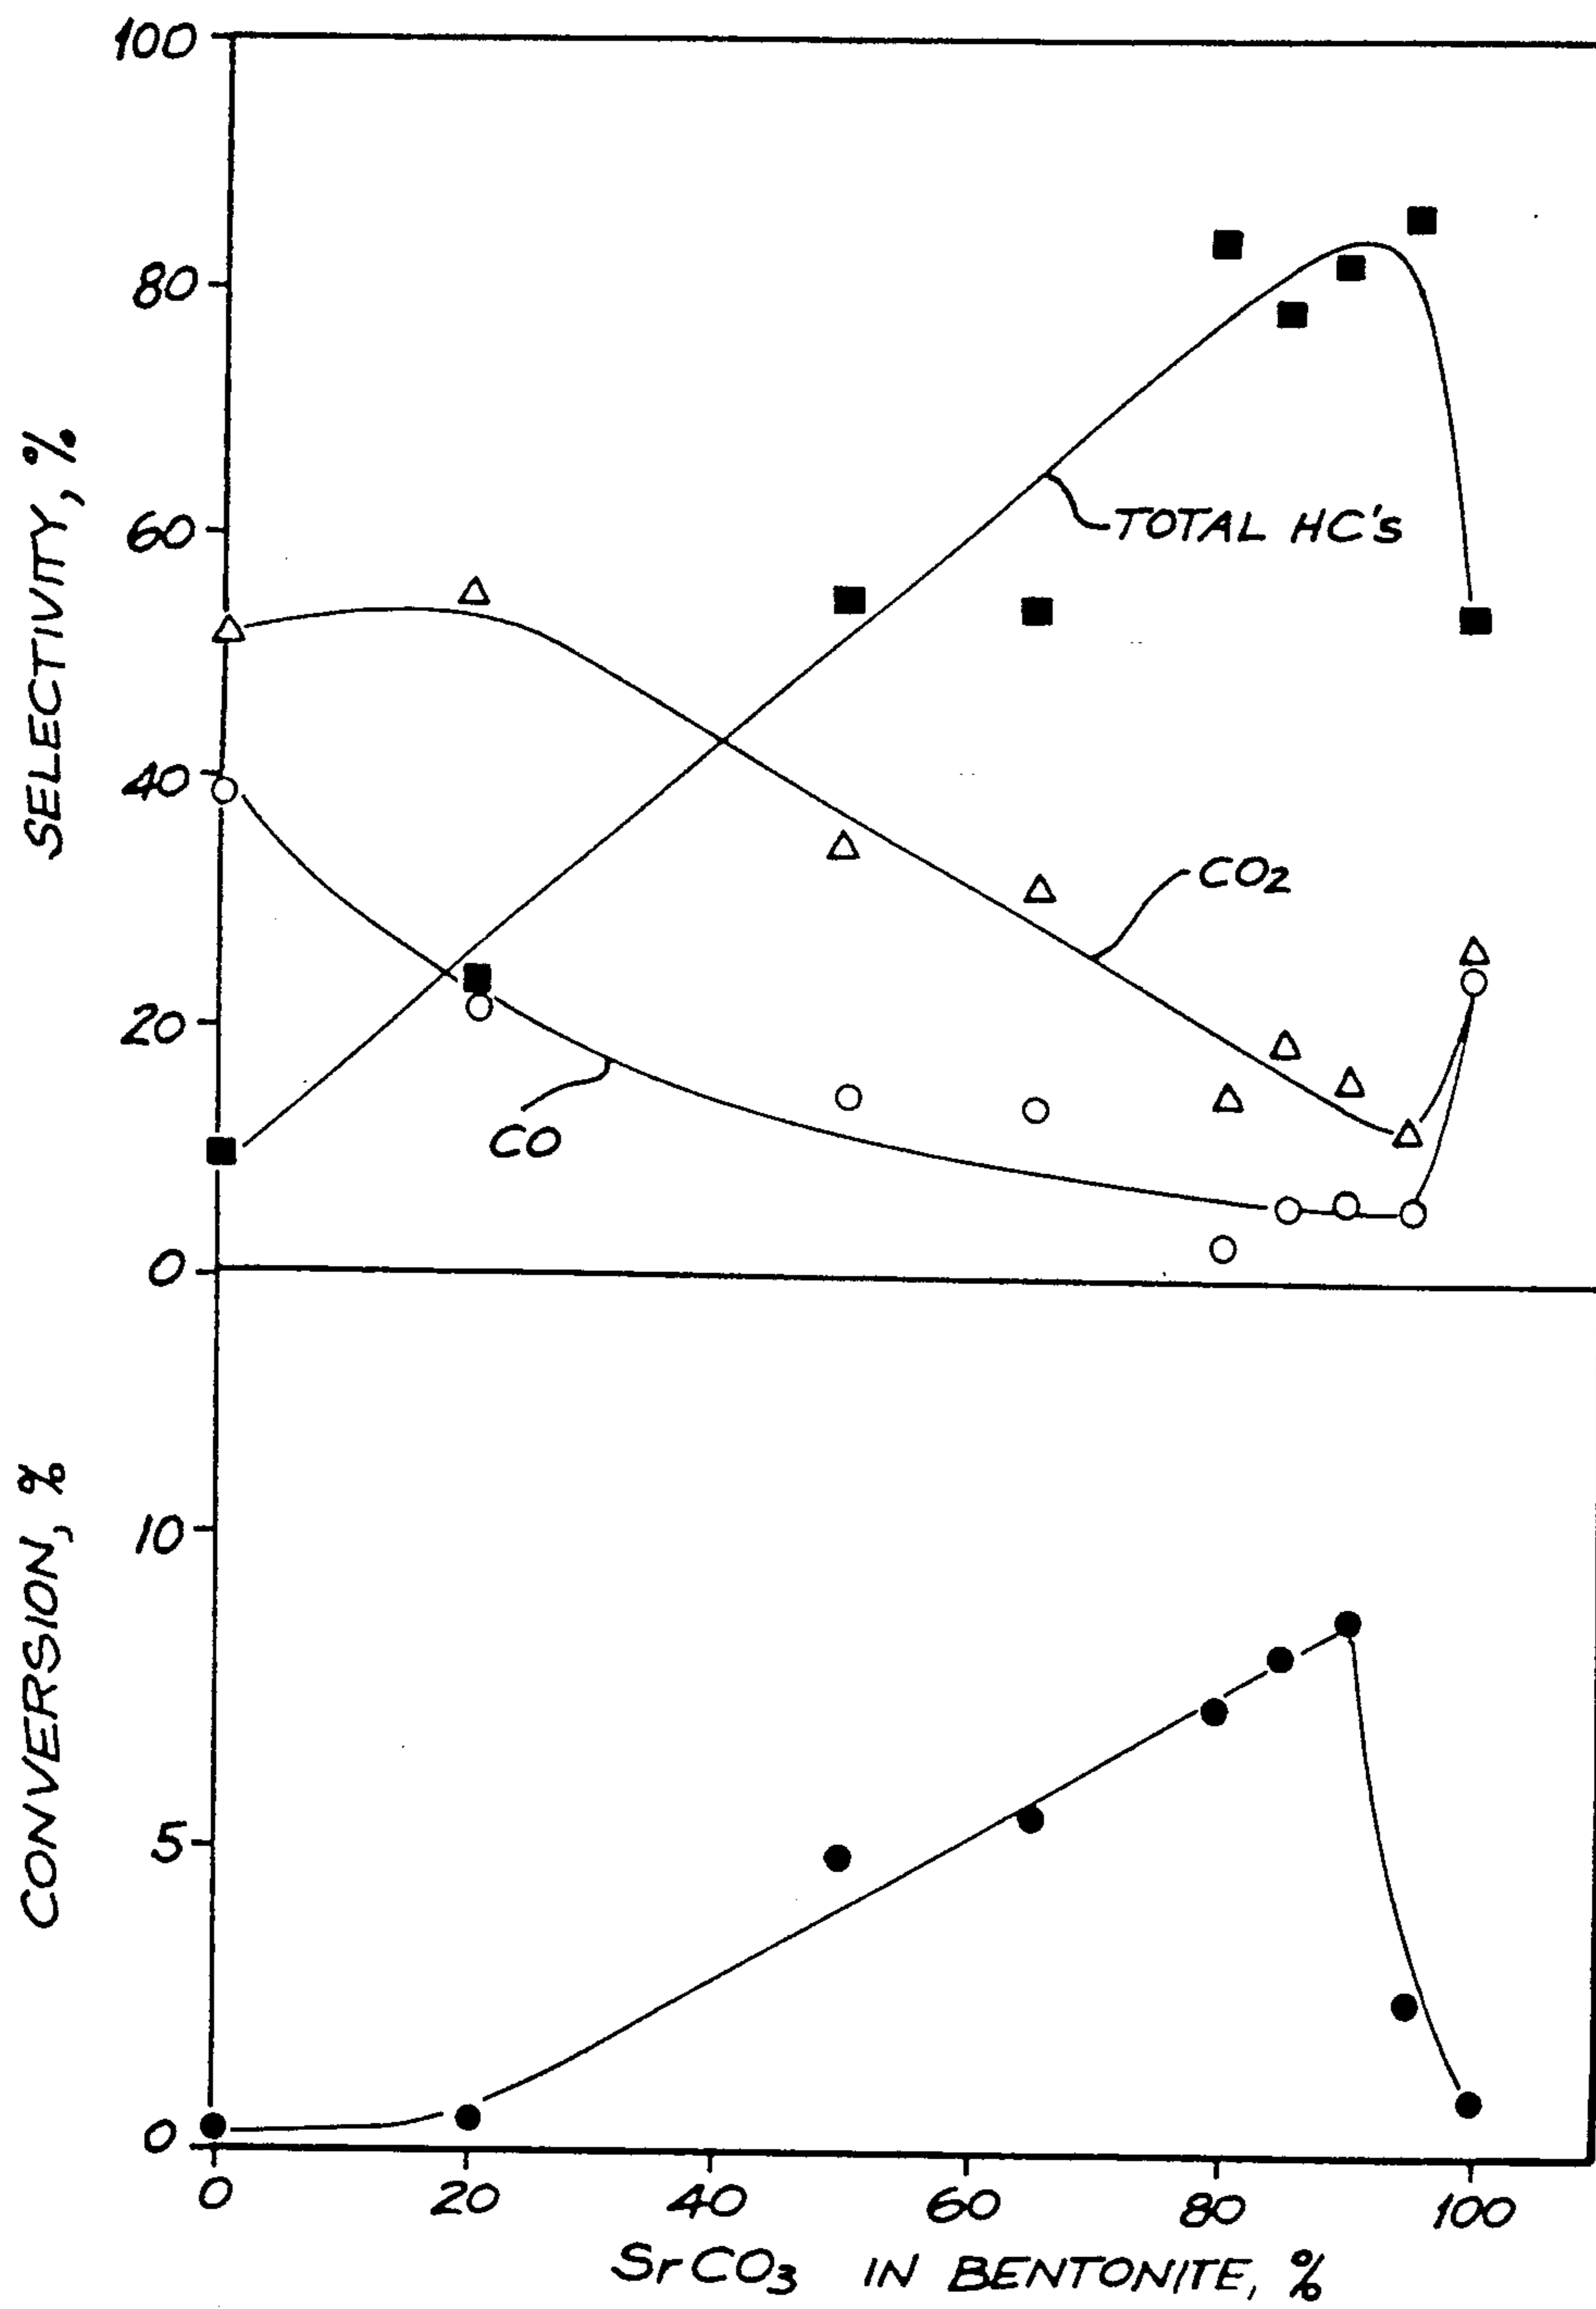 100
80
60
40
20
0
SELECTIVITY, %
TOTAL HC's
CO2
CO
10
5
0
CONVERSION, %
0 20 40 60 80 100
SrCO3 IN BENTONITE, %